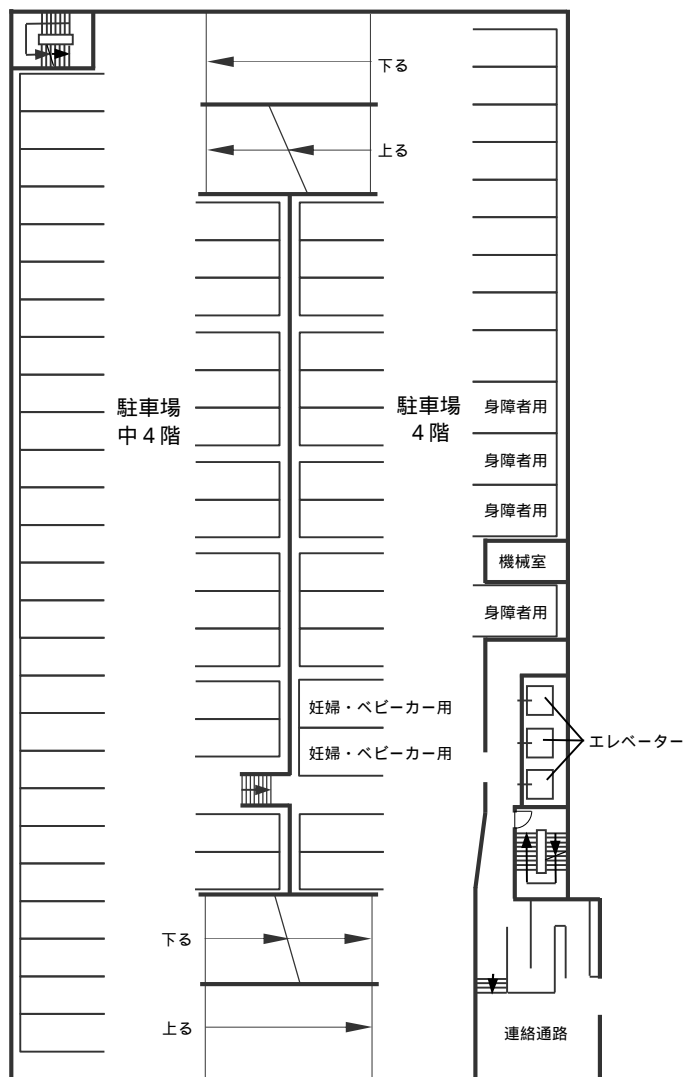 下る
上る
駐車場
中４階
駐車場
４階
身障者用
身障者用
身障者用
機械室
身障者用
妊婦・ベビーカー用
妊婦・ベビーカー用
エレベーター
下る
上る
連絡通路